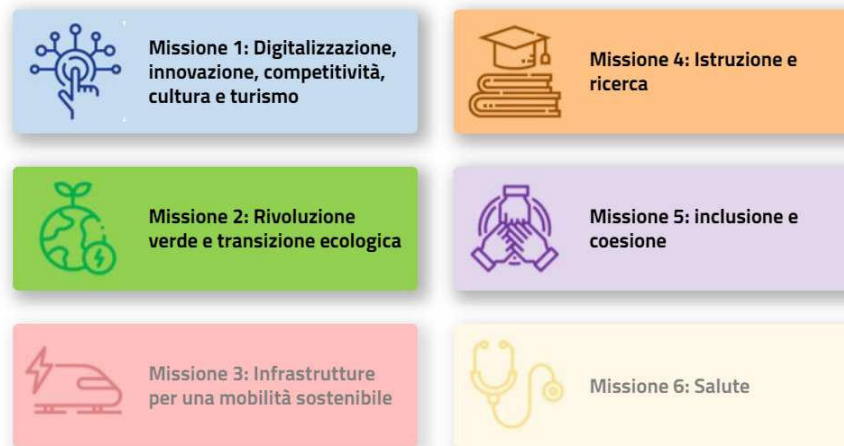 Missione 1: Digitalizzazione,
innovazione, competitività,
cultura e turismo
Missione 4: Istruzione e
ricerca
Missione 2: Rivoluzione
verde e transizione ecologica
Missione 5: inclusione e
coesione
Missione 3: Infrastrutture
per una mobilità sostenibile
Missione 6: Salute